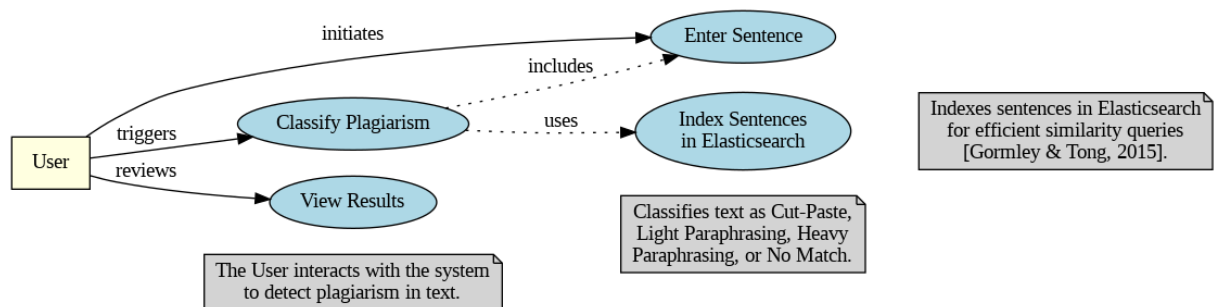 initiates
Enter Sentence
includes
Classify Plagiarism
triggers
uses
Index Sentences
in Elasticsearch
Indexes sentences in Elasticsearch
for efficient similarity queries
[Gormley & Tong, 2015].
User
reviews
View Results
Classifies text as Cut-Paste,
Light Paraphrasing, Heavy
Paraphrasing, or No Match.
The User interacts with the system
to detect plagiarism in text.